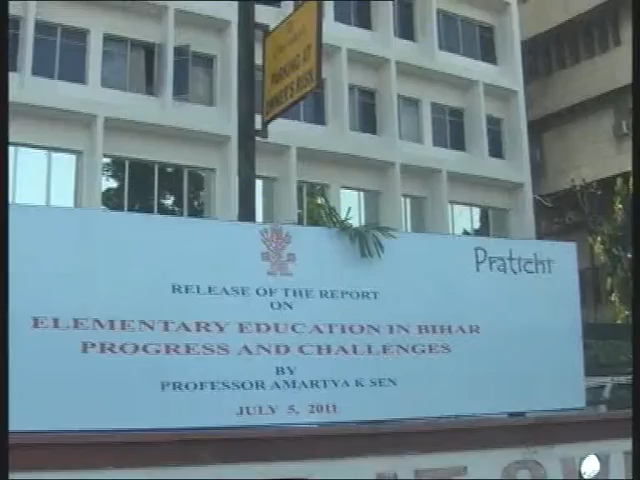 PARKING AT
OWNER'S RISK
Pratichi
RELEASE OF THE REPORT
ON
ELEMENTARY EDUCATION IN BIHAR
PROGRESS AND CHALLENGES
BY
PROFESSOR AMARTYA K SEN
JULY 5, 2011